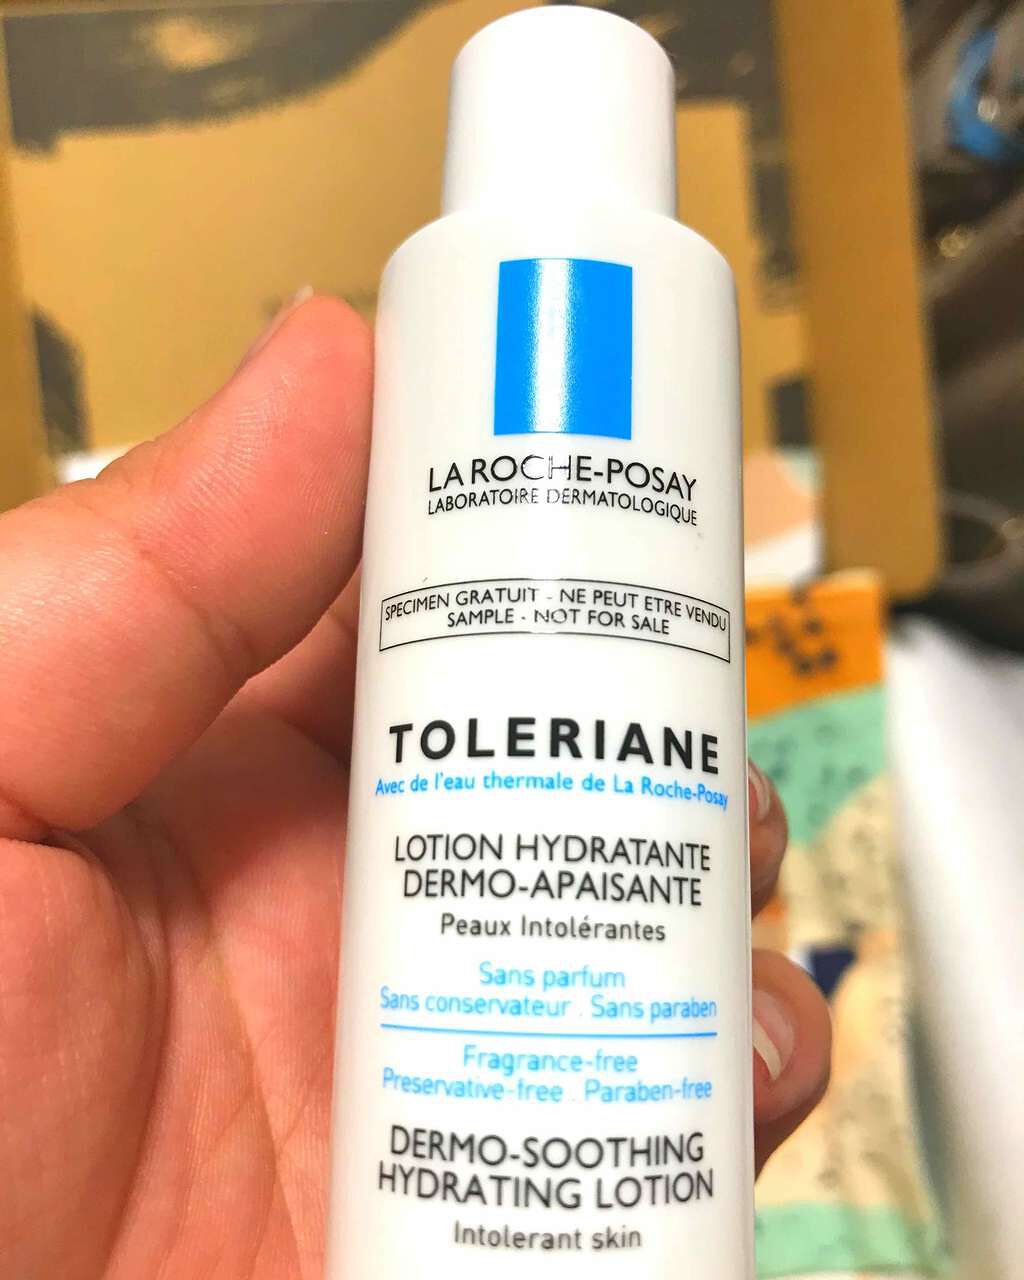 LA ROCHE-POSAY
LABORATOIRE DERMATOLOGIQUE
SPECIMEN GRATUIT - NE PEUT ETRE VENDU
SAMPLE - NOT FOR SALE
TOLERIANE
Avec de l'eau thermale de La Roche-Posay
LOTION HYDRATANTE
DERMO-APAISANTE
Peaux Intolérantes
Sans parfum
Sans conservateur . Sans paraben
Fragrance-free
Preservative-free . Paraben-free
DERMO-SOOTHING
HYDRATING LOTION
Intolerant skin